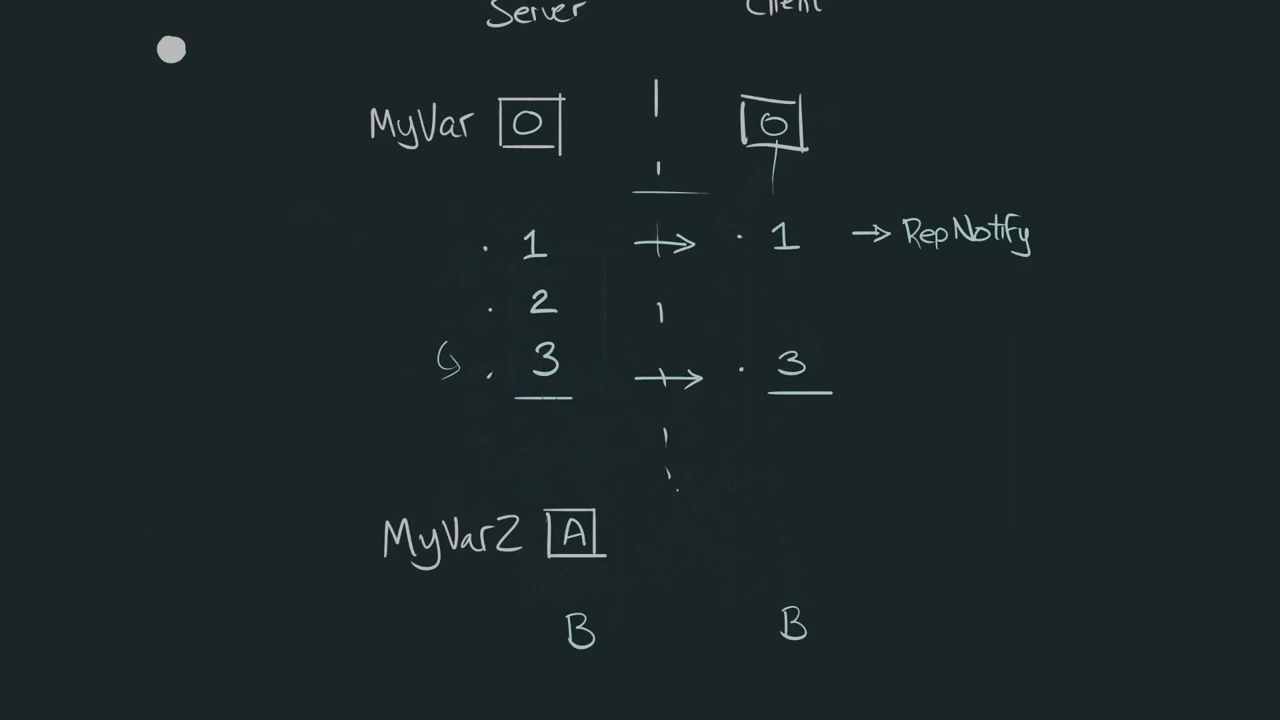 Server Client
MyVar 0 0
1 → 1 → RepNotify
2
3 → 3
MyVar2 A
B B